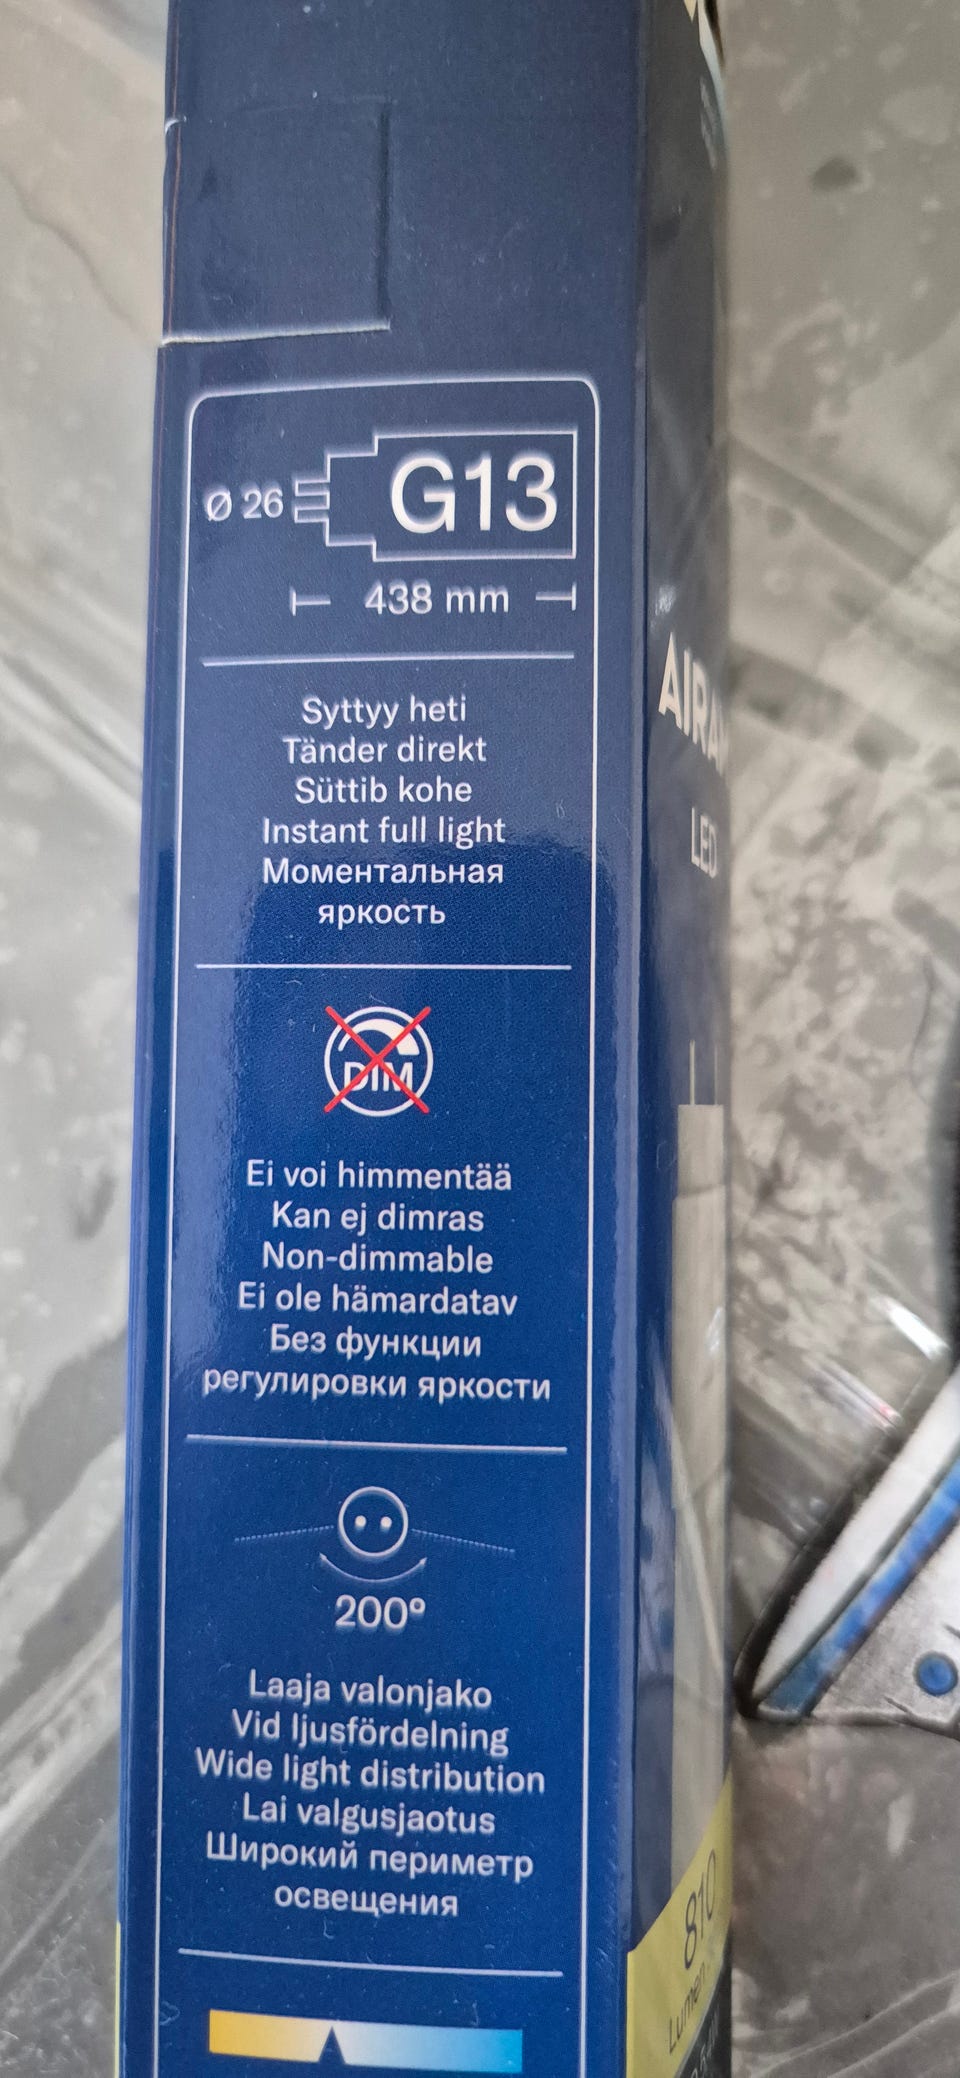 Ø 26
G13
438 mm
Syttyy heti
Tänder direkt
Süttib kohe
Instant full light
Моментальная
яркость
DIM
Ei voi himmentää
Kan ej dimras
Non-dimmable
Ei ole hämardatav
Без функции
регулировки яркости
200º
Laaja valonjako
Vid ljusfördelning
Wide light distribution
Lai valgusjaotus
Широкий периметр
освещения
LED
810
Lumen